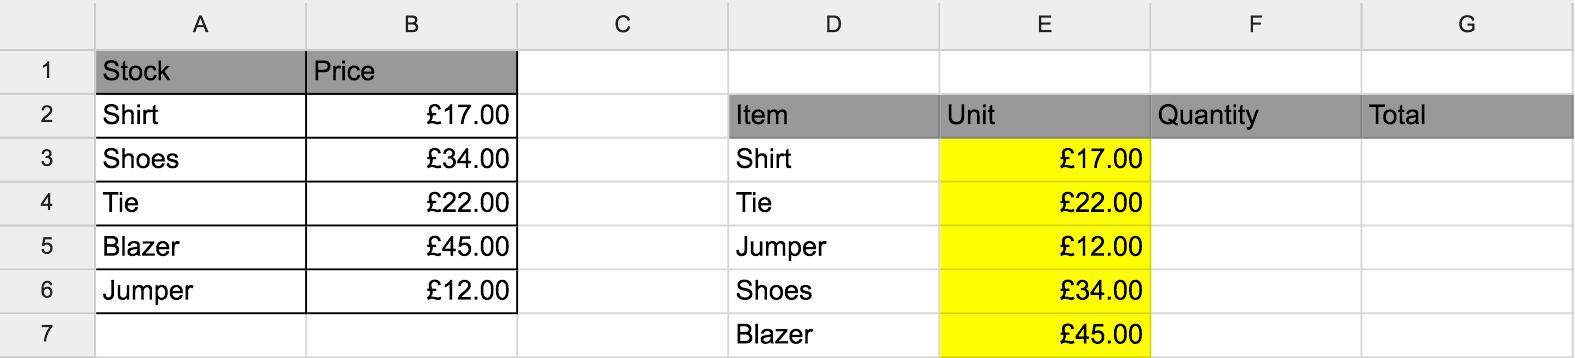 A B C D E F G
1 Stock Price
2 Shirt £17.00 Item Unit Quantity Total
3 Shoes £34.00 Shirt £17.00
4 Tie £22.00 Tie £22.00
5 Blazer £45.00 Jumper £12.00
6 Jumper £12.00 Shoes £34.00
7 Blazer £45.00